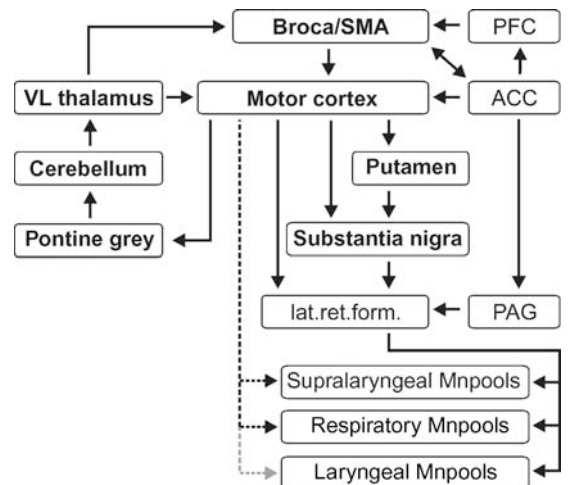 Broca/SMA
PFC
VL thalamus
Motor cortex
ACC
Cerebellum
Putamen
Pontine grey
Substantia nigra
lat.ret.form.
PAG
Supralaryngeal Mnpools
Respiratory Mnpools
Laryngeal Mnpools